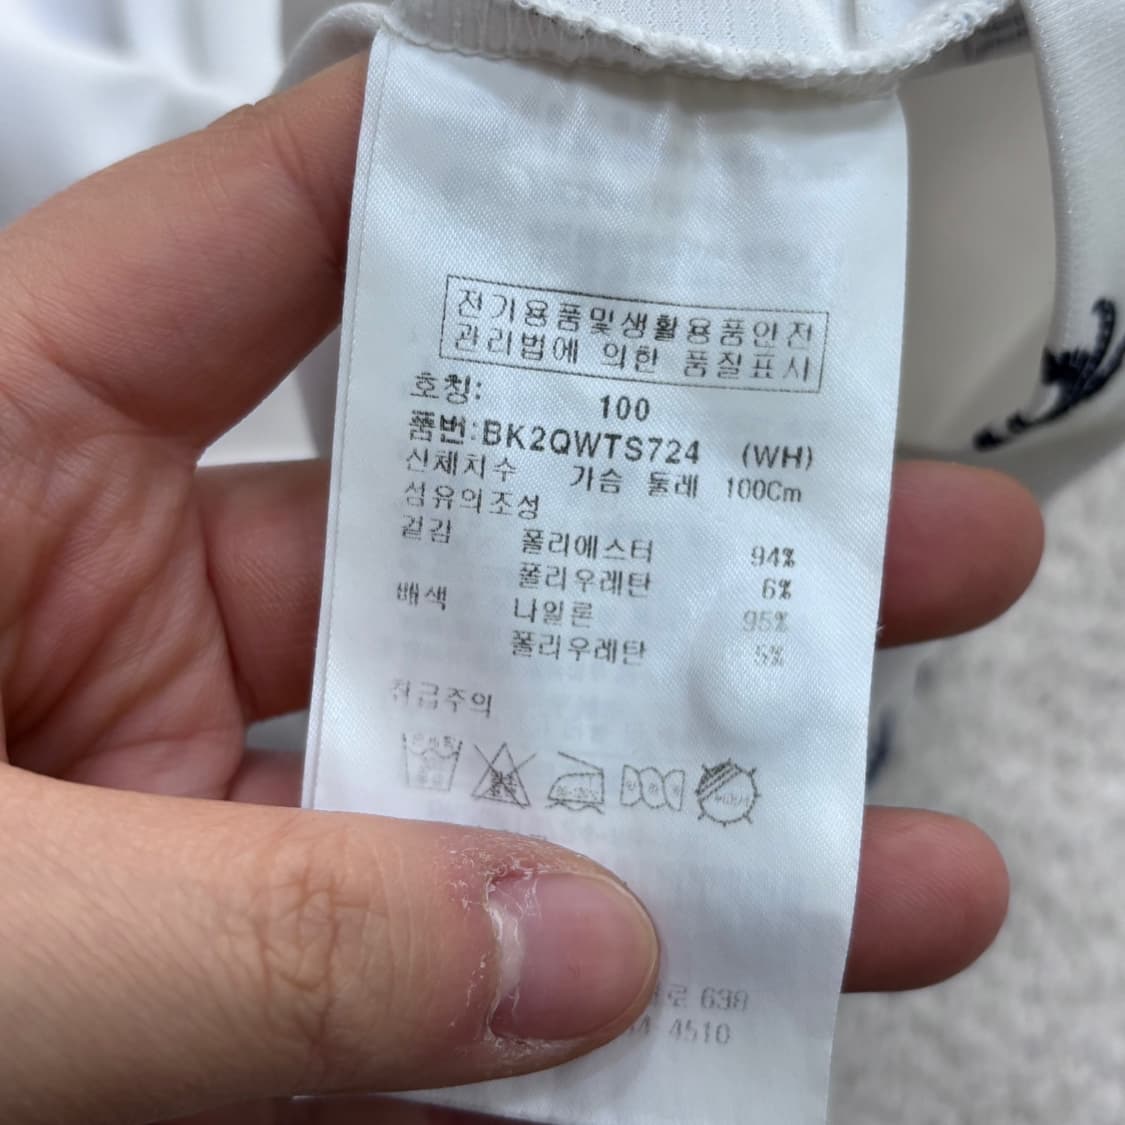 전기용품및생활용품안전
관리법에 의한 품질표시
호칭: 100
품번:BK2QWTS724 (WH)
신체치수 가슴 둘레 100Cm
섬유의조성
겉감 폴리에스터 94%
폴리우레탄 6%
배색 나일론 95%
폴리우레탄 5%
취급주의
로 638
4510